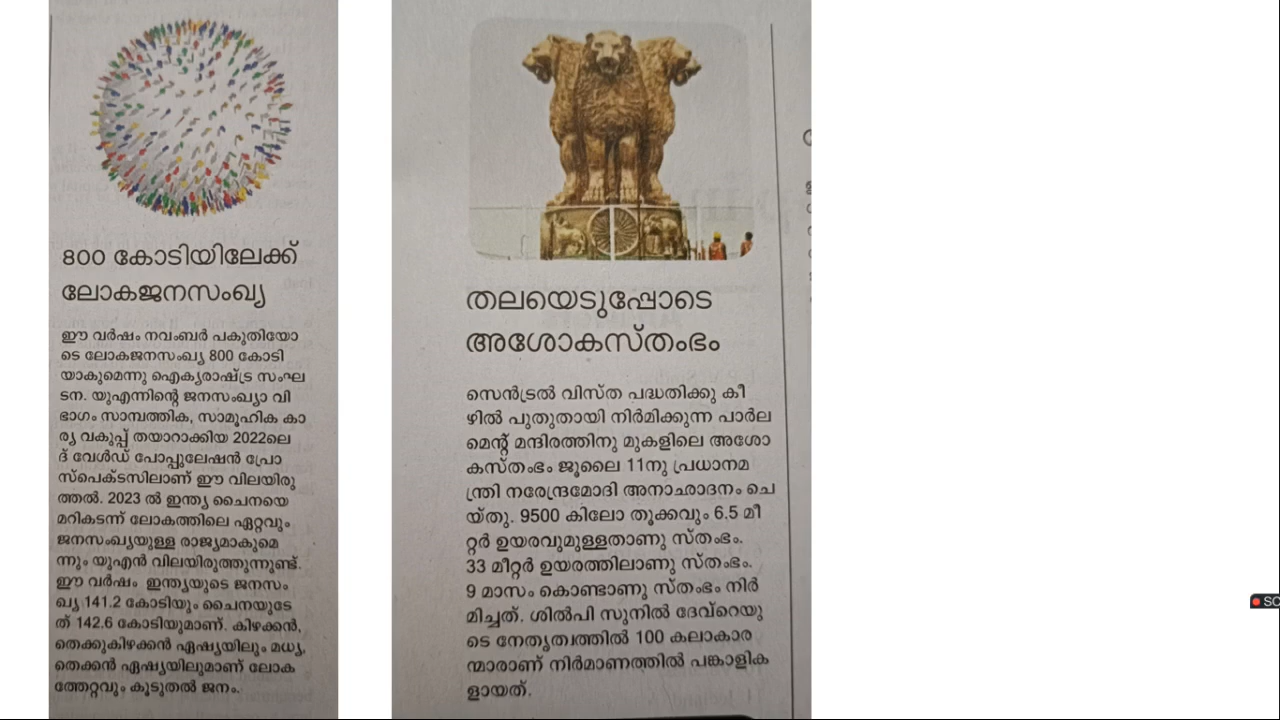 800 കോടിയിലേക്ക്
ലോകജനസംഖ്യ
ഈ വർഷം നവംബർ പകുതിയോ
ടെ ലോകജനസംഖ്യ 800 കോടി
യാകുമെന്നു ഐക്യരാഷ്ട്ര സംഘ
ടന. യുഎന്നിന്റെ ജനസംഖ്യാ വി
ഭാഗം സാമ്പത്തിക, സാമൂഹിക കാ
ര്യ വകുപ്പ് തയാറാക്കിയ 2022ലെ
ദ് വേൾഡ് പോപ്പുലേഷൻ പ്രോ
സ്പെക്ടസിലാണ് ഈ വിലയിരു
ത്തൽ. 2023 ൽ ഇന്ത്യ ചൈനയെ
മറികടന്ന് ലോകത്തിലെ ഏറ്റവും
ജനസംഖ്യയുള്ള രാജ്യമാകുമെ
ന്നും യുഎൻ വിലയിരുത്തുന്നുണ്ട്.
ഈ വർഷം ഇന്ത്യയുടെ ജനസം
ഖ്യ 141.2 കോടിയും ചൈനയുടേ
ത് 142.6 കോടിയുമാണ്. കിഴക്കൻ,
തെക്കുകിഴക്കൻ ഏഷ്യയിലും മധ്യ,
തെക്കൻ ഏഷ്യയിലുമാണ് ലോക
ത്തേറ്റവും കൂടുതൽ ജനം.
തലയെടുപ്പോടെ
അശോകസ്തംഭം
സെൻട്രൽ വിസ്ത പദ്ധതിക്കു കീ
ഴിൽ പുതുതായി നിർമിക്കുന്ന പാർല
മെന്റ് മന്ദിരത്തിനു മുകളിലെ അശോ
കസ്തംഭം ജൂലൈ 11നു പ്രധാനമ
ന്ത്രി നരേന്ദ്രമോദി അനാഛാദനം ചെ
യ്തു. 9500 കിലോ തൂക്കവും 6.5 മീ
റ്റർ ഉയരവുമുള്ളതാണു സ്തംഭം.
33 മീറ്റർ ഉയരത്തിലാണു സ്തംഭം.
9 മാസം കൊണ്ടാണു സ്തംഭം നിർ
മിച്ചത്. ശിൽപി സുനിൽ ദേവ്റെയു
ടെ നേതൃത്വത്തിൽ 100 കലാകാര
ന്മാരാണ് നിർമാണത്തിൽ പങ്കാളിക
ളായത്.